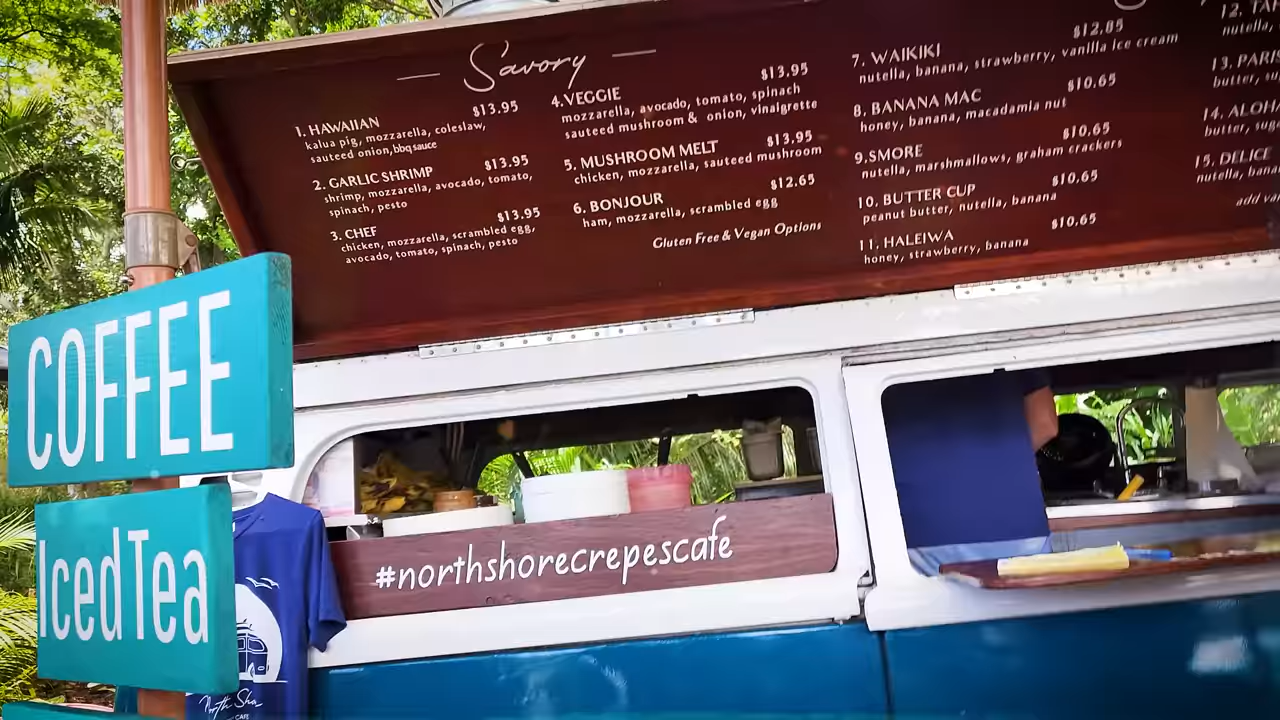 Savory
1. HAWAIIAN $13.95
kalua pig, mozzarella, coleslaw,
sauteed onion, bbq sauce
2. GARLIC SHRIMP $13.95
shrimp, mozzarella, avocado, tomato,
spinach, pesto
3. CHEF $13.95
chicken, mozzarella, scrambled egg,
avocado, tomato, spinach, pesto
4. VEGGIE $13.95
mozzarella, avocado, tomato, spinach
sauteed mushroom & onion, vinaigrette
5. MUSHROOM MELT $13.95
chicken, mozzarella, sauteed mushroom
6. BONJOUR $12.65
ham, mozzarella, scrambled egg
Gluten Free & Vegan Options
7. WAIKIKI $12.85
nutella, banana, strawberry, vanilla ice cream
8. BANANA MAC $10.65
honey, banana, macadamia nut
9. SMORE $10.65
nutella, marshmallows, graham crackers
10. BUTTER CUP $10.65
peanut butter, nutella, banana
11. HALEIWA $10.65
honey, strawberry, banana
12.
nutella,
13. PARIS
butter,
14.
butter,
15. DELICE
nutella,
add
COFFEE
Iced Tea
#northshorecrepescafe
North
CAFE